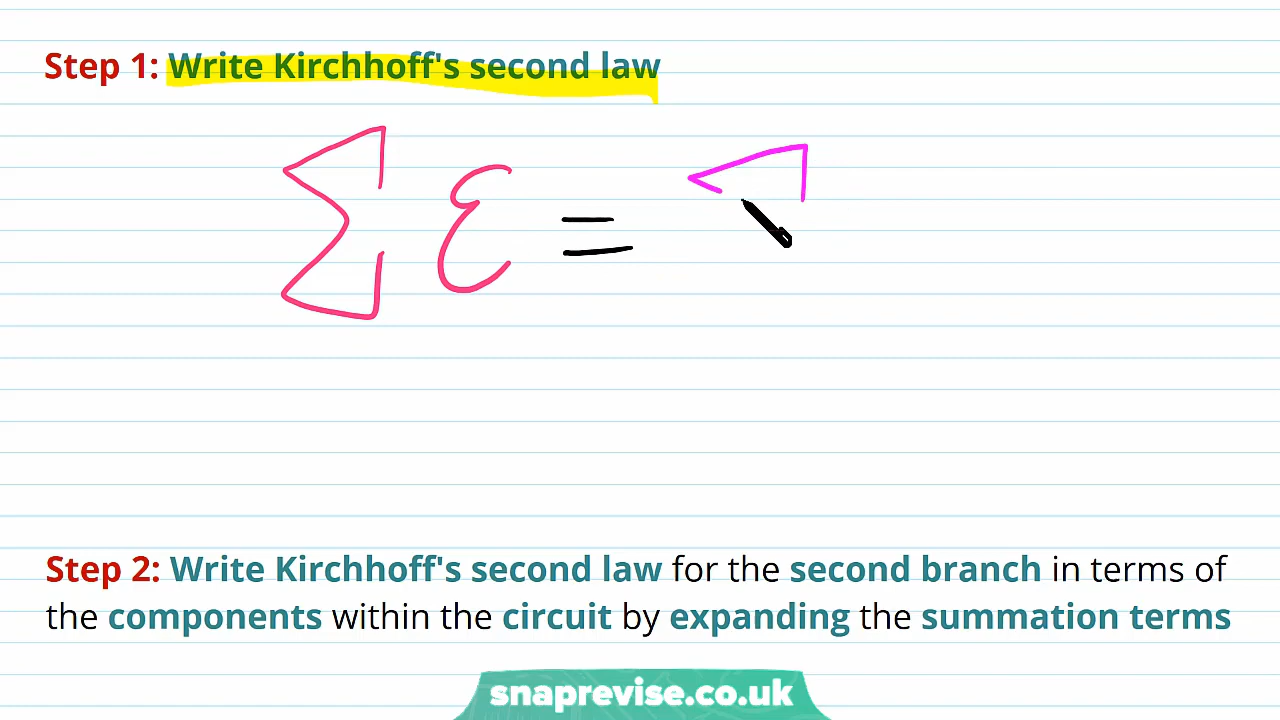 Step 1: Write Kirchhoff's second law
Σ ε =
Step 2: Write Kirchhoff's second law for the second branch in terms of
the components within the circuit by expanding the summation terms
snaprevise.co.uk